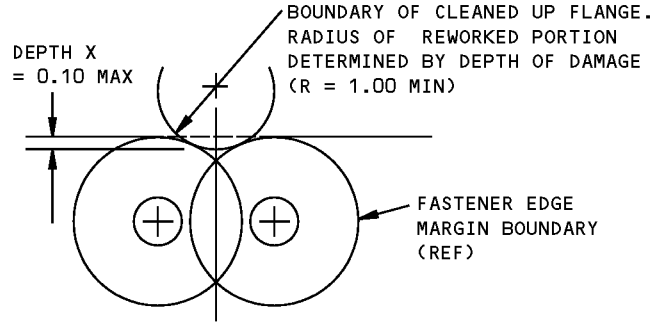 BOUNDARY OF CLEANED UP FLANGE.
RADIUS OF REWORKED PORTION
DETERMINED BY DEPTH OF DAMAGE
(R = 1.00 MIN)
DEPTH X
= 0.10 MAX
FASTENER EDGE
MARGIN BOUNDARY
(REF)